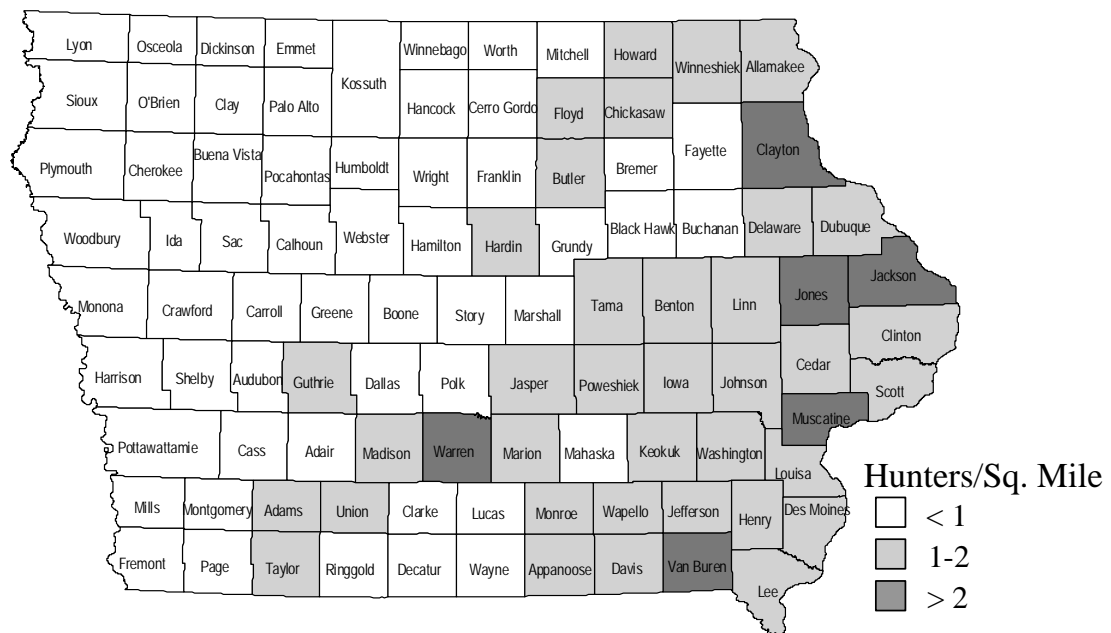 Lyon Osceola Dickinson Emmet Winnebago Worth Mitchell Howard Winneshiek Allamakee
Kossuth
Sioux O'Brien Clay Palo Alto Hancock Cerro Gordo Floyd Chickasaw
Plymouth Cherokee Buena Vista Pocahontas Humboldt Wright Franklin Butler Bremer Fayette Clayton
Woodbury Ida Sac Calhoun Webster Hamilton Hardin Grundy Black Hawk Buchanan Delaware Dubuque
Monona Crawford Carroll Greene Boone Story Marshall Tama Benton Linn Jones Jackson
Clinton
Harrison Shelby Audubon Guthrie Dallas Polk Jasper Poweshiek Iowa Johnson Cedar
Scott
Muscatine
Pottawattamie Cass Adair Madison Warren Marion Mahaska Keokuk Washington
Louisa
Mills Montgomery Adams Union Clarke Lucas Monroe Wapello Jefferson Henry Des Moines
Fremont Page Taylor Ringgold Decatur Wayne Appanoose Davis Van Buren
Lee
Hunters/Sq. Mile
< 1
1-2
> 2